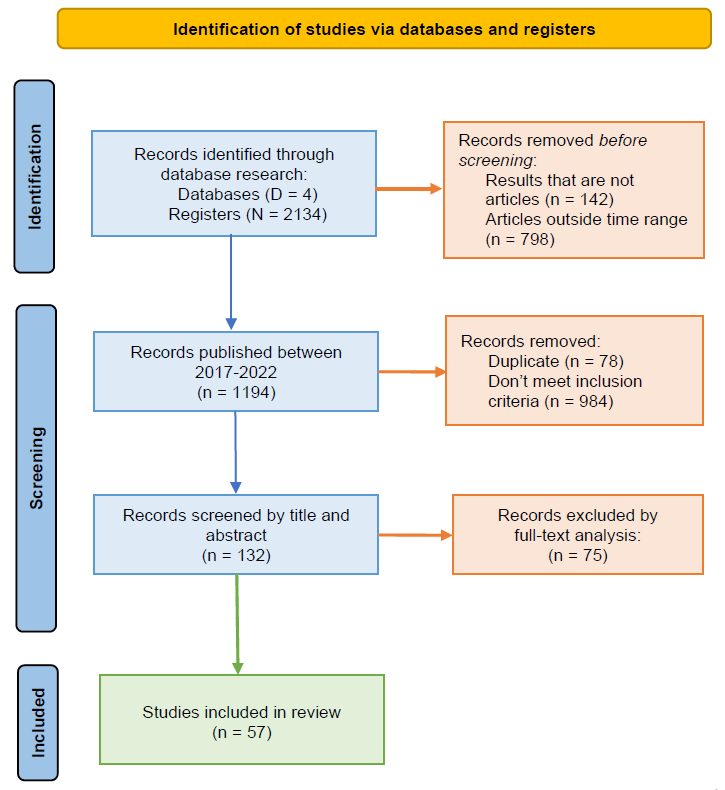 Identification of studies via databases and registers
Identification
Records identified through
database research:
Databases (D = 4)
Registers (N = 2134)
Records removed before
screening:
Results that are not
articles (n = 142)
Articles outside time range
(n = 798)
Screening
Records published between
2017-2022
(n = 1194)
Records removed:
Duplicate (n = 78)
Don’t meet inclusion
criteria (n = 984)
Records screened by title and
abstract
(n = 132)
Records excluded by
full-text analysis:
(n = 75)
Included
Studies included in review
(n = 57)